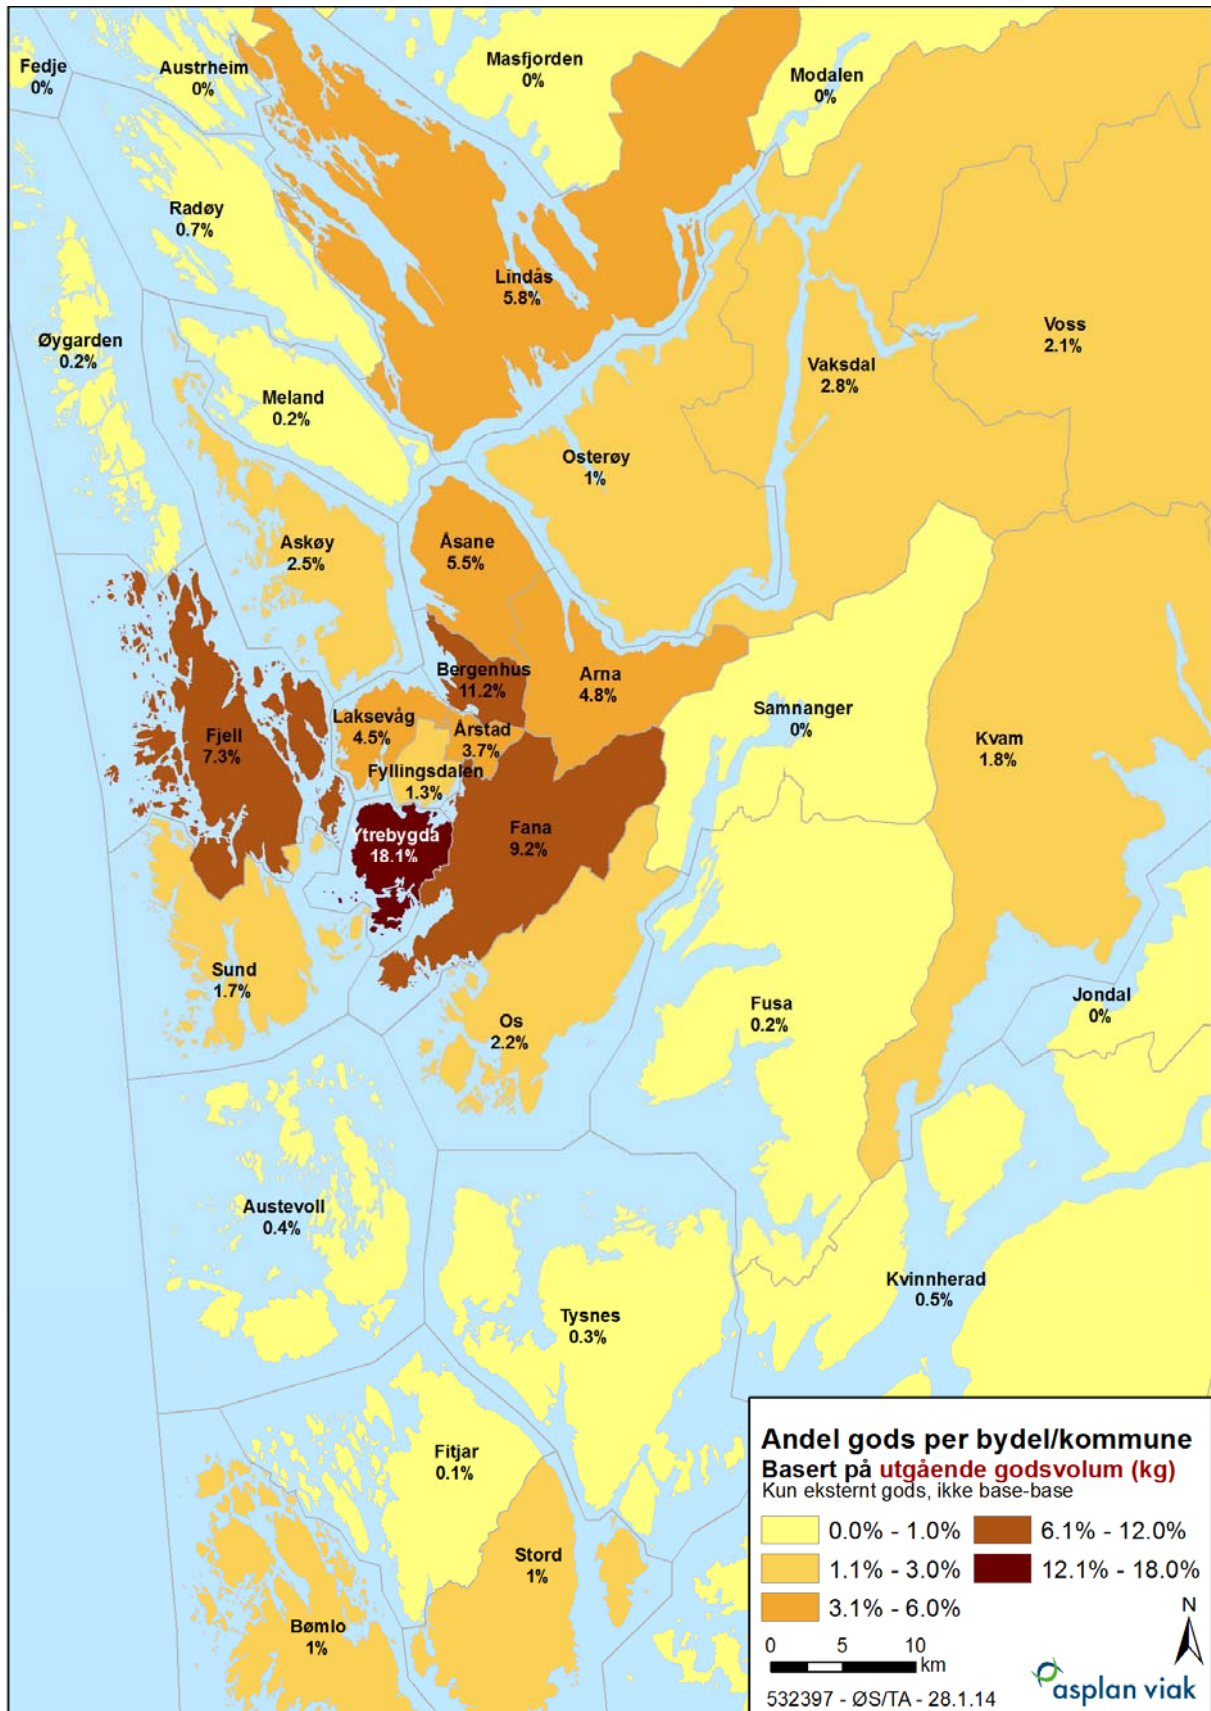 Fedje
0%
Austrheim
0%
Masfjorden
0%
Modalen
0%
Radøy
0.7%
Lindås
5.8%
Øygarden
0.2%
Voss
2.1%
Vaksdal
2.8%
Meland
0.2%
Osterøy
1%
Askøy
2.5%
Åsane
5.5%
Bergenhus
11.2%
Arna
4.8%
Samnanger
0%
Laksevåg
4.5%
Årstad
3.7%
Fjell
7.3%
Kvam
1.8%
Fyllingsdalen
1.3%
Ytrebygda
18.1%
Fana
9.2%
Sund
1.7%
Os
2.2%
Fusa
0.2%
Jondal
0%
Austevoll
0.4%
Kvinnherad
0.5%
Tysnes
0.3%
Fitjar
0.1%
Stord
1%
Bømlo
1%
Andel gods per bydel/kommune
Basert på utgående godsvolum (kg)
Kun eksternt gods, ikke base-base
0.0% - 1.0%
1.1% - 3.0%
3.1% - 6.0%
6.1% - 12.0%
12.1% - 18.0%
N
0 5 10
km
532397 - ØS/TA - 28.1.14
asplan viak